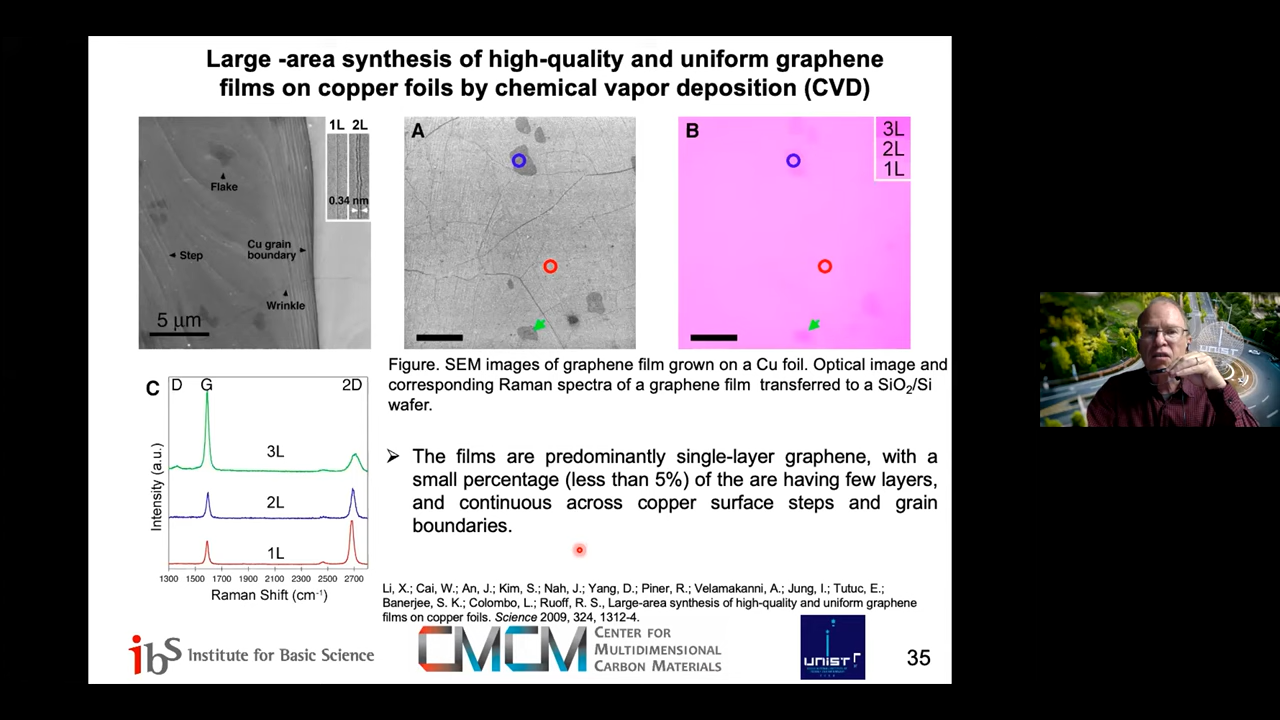 Large -area synthesis of high-quality and uniform graphene
films on copper foils by chemical vapor deposition (CVD)
1L 2L
Flake
0.34 nm
Step
Cu grain
boundary
Wrinkle
5 µm
A
B
3L
2L
1L
Figure. SEM images of graphene film grown on a Cu foil. Optical image and
corresponding Raman spectra of a graphene film transferred to a SiO₂/Si
wafer.
C
D G 2D
3L
2L
1L
Intensity (a.u.)
1300 1500 1700 1900 2100 2300 2500 2700
Raman Shift (cm⁻¹)
➢ The films are predominantly single-layer graphene, with a
small percentage (less than 5%) of the are having few layers,
and continuous across copper surface steps and grain
boundaries.
Li, X.; Cai, W.; An, J.; Kim, S.; Nah, J.; Yang, D.; Piner, R.; Velamakanni, A.; Jung, I.; Tutuc, E.;
Banerjee, S. K.; Colombo, L.; Ruoff, R. S., Large-area synthesis of high-quality and uniform graphene
films on copper foils. Science 2009, 324, 1312-4.
ibS Institute for Basic Science
CMCM
CENTER FOR
MULTIDIMENSIONAL
CARBON MATERIALS
UNIST
35
UNIST